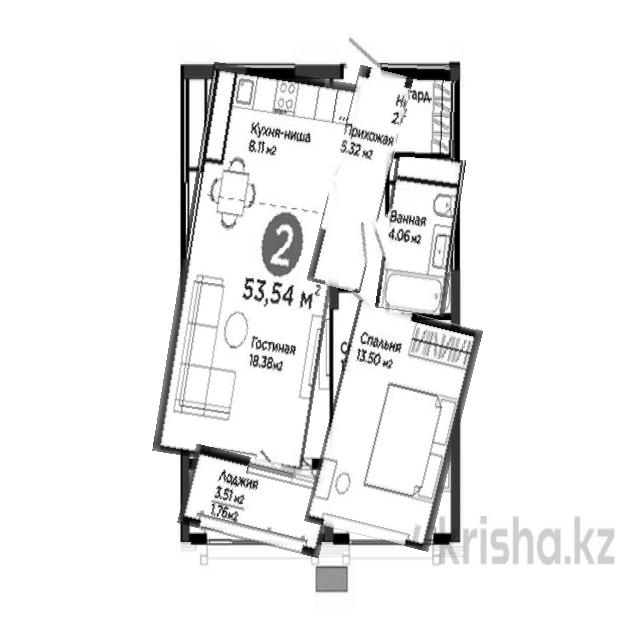 гард.
2.
Кухня-ниша
8.11 м2
Прихожая
5.32 м2
Ванная
4.06 м2
2
53,54 м2
Гостиная
18.38 м2
Спальня
13.50 м2
Лоджия
3.51 м2
1.76 м2
krisha.kz